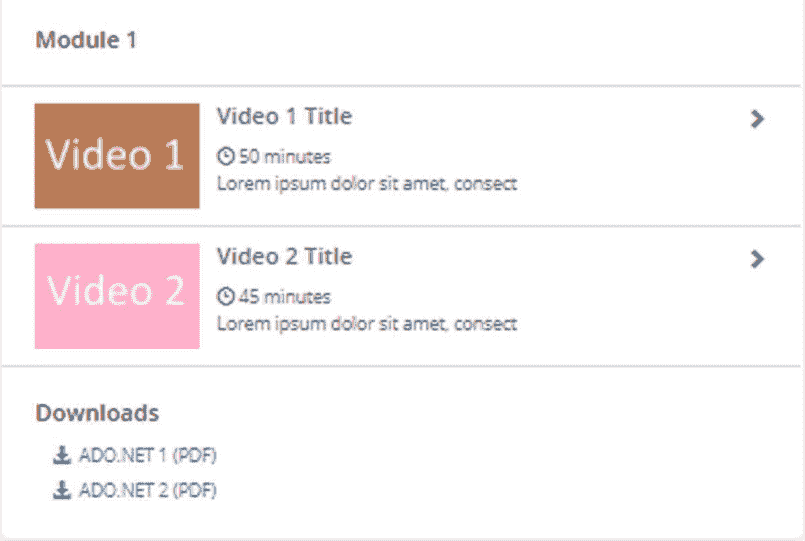 Module 1
Video 1
Video 1 Title
50 minutes
Lorem ipsum dolor sit amet, consect
Video 2
Video 2 Title
45 minutes
Lorem ipsum dolor sit amet, consect
Downloads
ADO.NET 1 (PDF)
ADO.NET 2 (PDF)